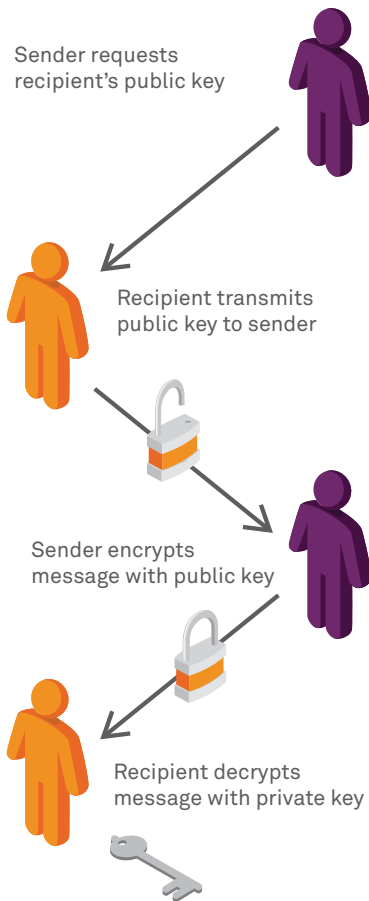 Sender requests
recipient’s public key
Recipient transmits
public key to sender
Sender encrypts
message with public key
Recipient decrypts
message with private key